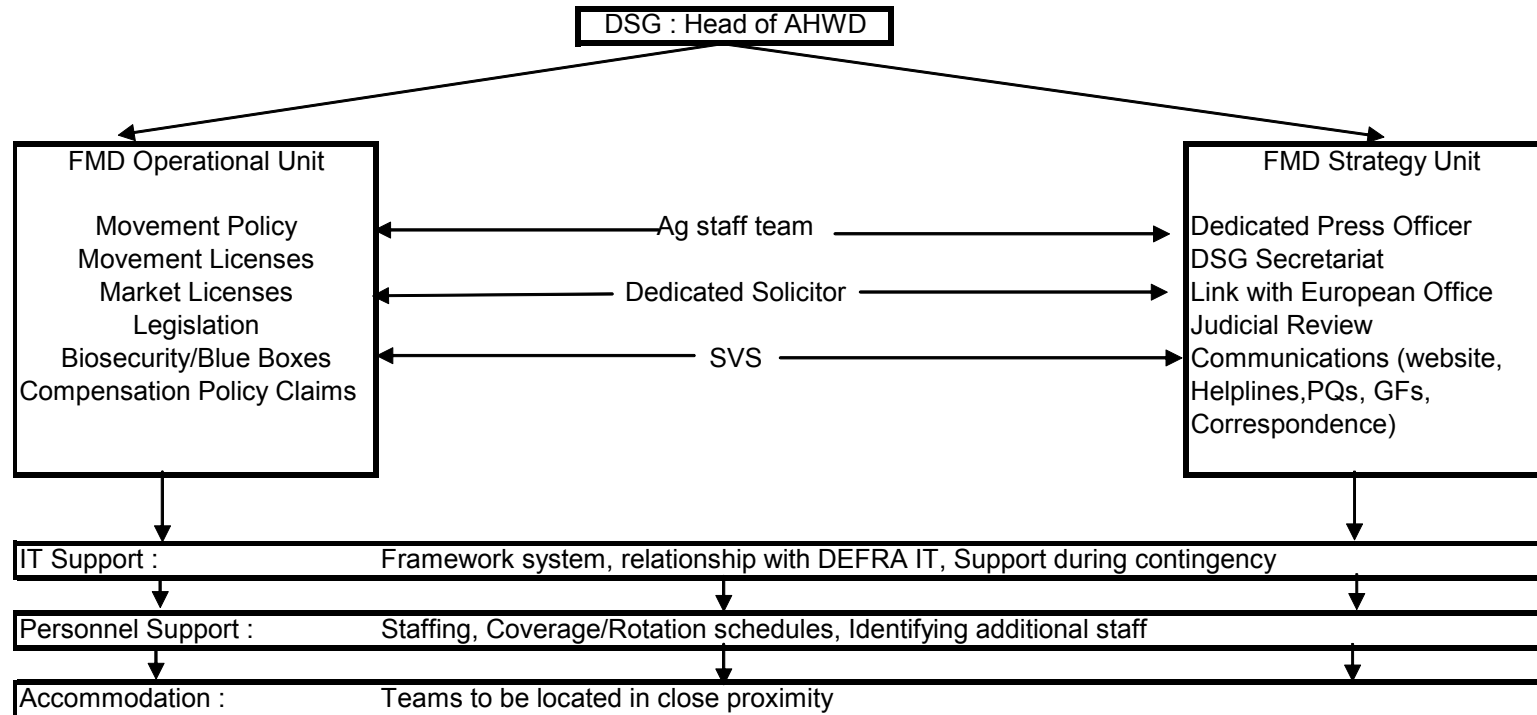 DSG : Head of AHWD
FMD Operational Unit
Movement Policy
Movement Licenses
Market Licenses
Legislation
Biosecurity/Blue Boxes
Compensation Policy Claims
Ag staff team
Dedicated Solicitor
SVS
FMD Strategy Unit
Dedicated Press Officer
DSG Secretariat
Link with European Office
Judicial Review
Communications (website,
Helplines,PQs, GFs,
Correspondence)
IT Support : Framework system, relationship with DEFRA IT, Support during contingency
Personnel Support : Staffing, Coverage/Rotation schedules, Identifying additional staff
Accommodation : Teams to be located in close proximity